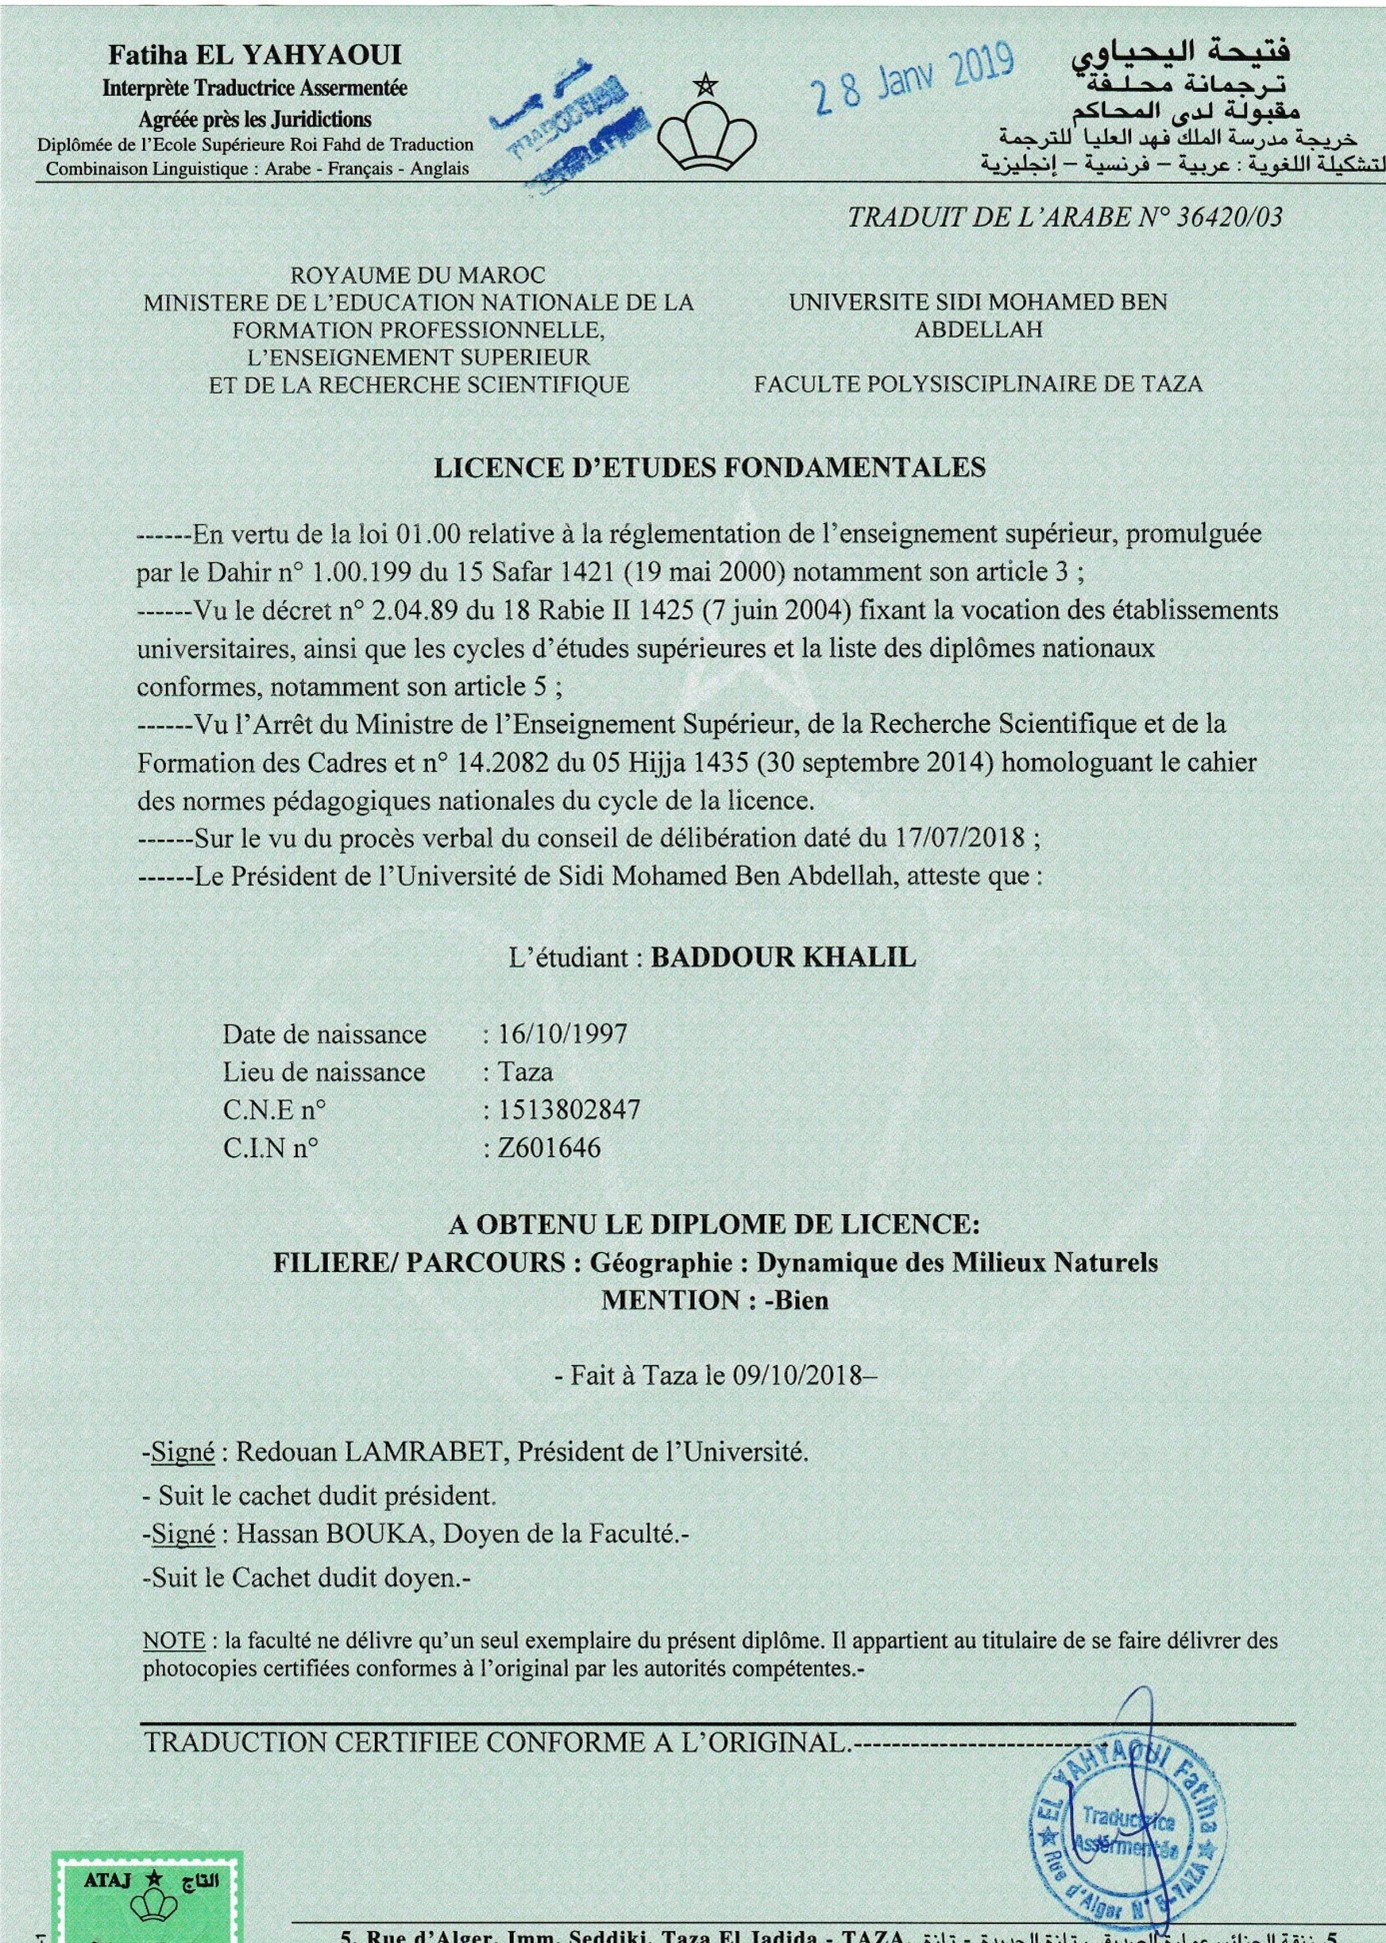 Fatiha EL YAHYAOUI
Interprète Traductrice Assermentée
Agréée près les Juridictions
Diplômée de l'Ecole Supérieure Roi Fahd de Traduction
Combinaison Linguistique : Arabe - Français - Anglais
TRADUCTION
28 Janv 2019
فتيحة اليحياوي
ترجمانة محلفة
مقبولة لدى المحاكم
خريجة مدرسة الملك فهد العليا للترجمة
لتشكيلة اللغوية : عربية – فرنسية – إنجليزية
TRADUIT DE L'ARABE N° 36420/03
ROYAUME DU MAROC
MINISTERE DE L'EDUCATION NATIONALE DE LA
FORMATION PROFESSIONNELLE,
L'ENSEIGNEMENT SUPERIEUR
ET DE LA RECHERCHE SCIENTIFIQUE
UNIVERSITE SIDI MOHAMED BEN
ABDELLAH
FACULTE POLYSISCIPLINAIRE DE TAZA
LICENCE D'ETUDES FONDAMENTALES
------En vertu de la loi 01.00 relative à la réglementation de l'enseignement supérieur, promulguée
par le Dahir n° 1.00.199 du 15 Safar 1421 (19 mai 2000) notamment son article 3 ;
------Vu le décret n° 2.04.89 du 18 Rabie II 1425 (7 juin 2004) fixant la vocation des établissements
universitaires, ainsi que les cycles d'études supérieures et la liste des diplômes nationaux
conformes, notamment son article 5 ;
------Vu l'Arrêt du Ministre de l'Enseignement Supérieur, de la Recherche Scientifique et de la
Formation des Cadres et n° 14.2082 du 05 Hijja 1435 (30 septembre 2014) homologuant le cahier
des normes pédagogiques nationales du cycle de la licence.
------Sur le vu du procès verbal du conseil de délibération daté du 17/07/2018 ;
------Le Président de l'Université de Sidi Mohamed Ben Abdellah, atteste que :
L'étudiant : BADDOUR KHALIL
Date de naissance : 16/10/1997
Lieu de naissance : Taza
C.N.E n° : 1513802847
C.I.N n° : Z601646
A OBTENU LE DIPLOME DE LICENCE:
FILIERE/ PARCOURS : Géographie : Dynamique des Milieux Naturels
MENTION : -Bien
- Fait à Taza le 09/10/2018–
-Signé : Redouan LAMRABET, Président de l'Université.
- Suit le cachet dudit président.
-Signé : Hassan BOUKA, Doyen de la Faculté.-
-Suit le Cachet dudit doyen.-
NOTE : la faculté ne délivre qu'un seul exemplaire du présent diplôme. Il appartient au titulaire de se faire délivrer des
photocopies certifiées conformes à l'original par les autorités compétentes.-
TRADUCTION CERTIFIEE CONFORME A L'ORIGINAL.--------------------------
EL YAHYAOUI Fatiha
Traductrice
Assermentée
Rue d'Alger N° 5-TAZA
ATAJ التاج
5, Rue d'Alger, Imm. Seddiki, Taza El Jadida - TAZA.